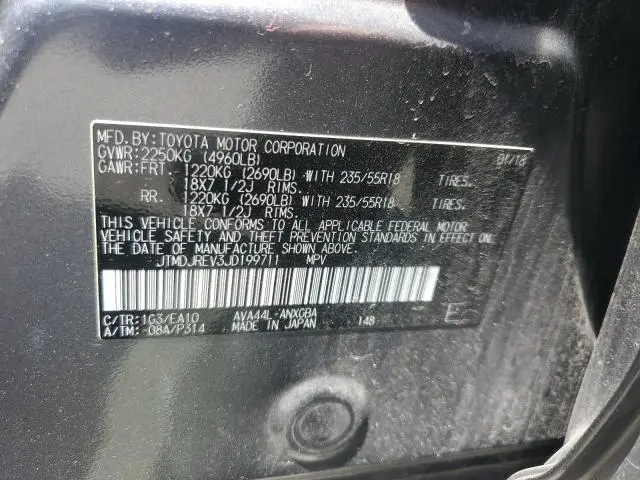 MFD.BY:TOYOTA MOTOR CORPORATION 01/18
GVWR:2250KG (4960LB)
GAWR:FRT. 1220KG (2690LB) WITH 235/55R18 TIRES.
18X7 1/2J RIMS.
RR. 1220KG (2690LB) WITH 235/55R18 TIRES.
18X7 1/2J RIMS.
THIS VEHICLE CONFORMS TO ALL APPLICABLE FEDERAL MOTOR
VEHICLE SAFETY AND THEFT PREVENTION STANDARDS IN EFFECT ON
THE DATE OF MANUFACTURE SHOWN ABOVE.
JTMDJREV3JD199711 MPV
C/TR:1G3/EA10 AVA44L-ANXGBA
A/TM:-08A/P314 MADE IN JAPAN 148 E